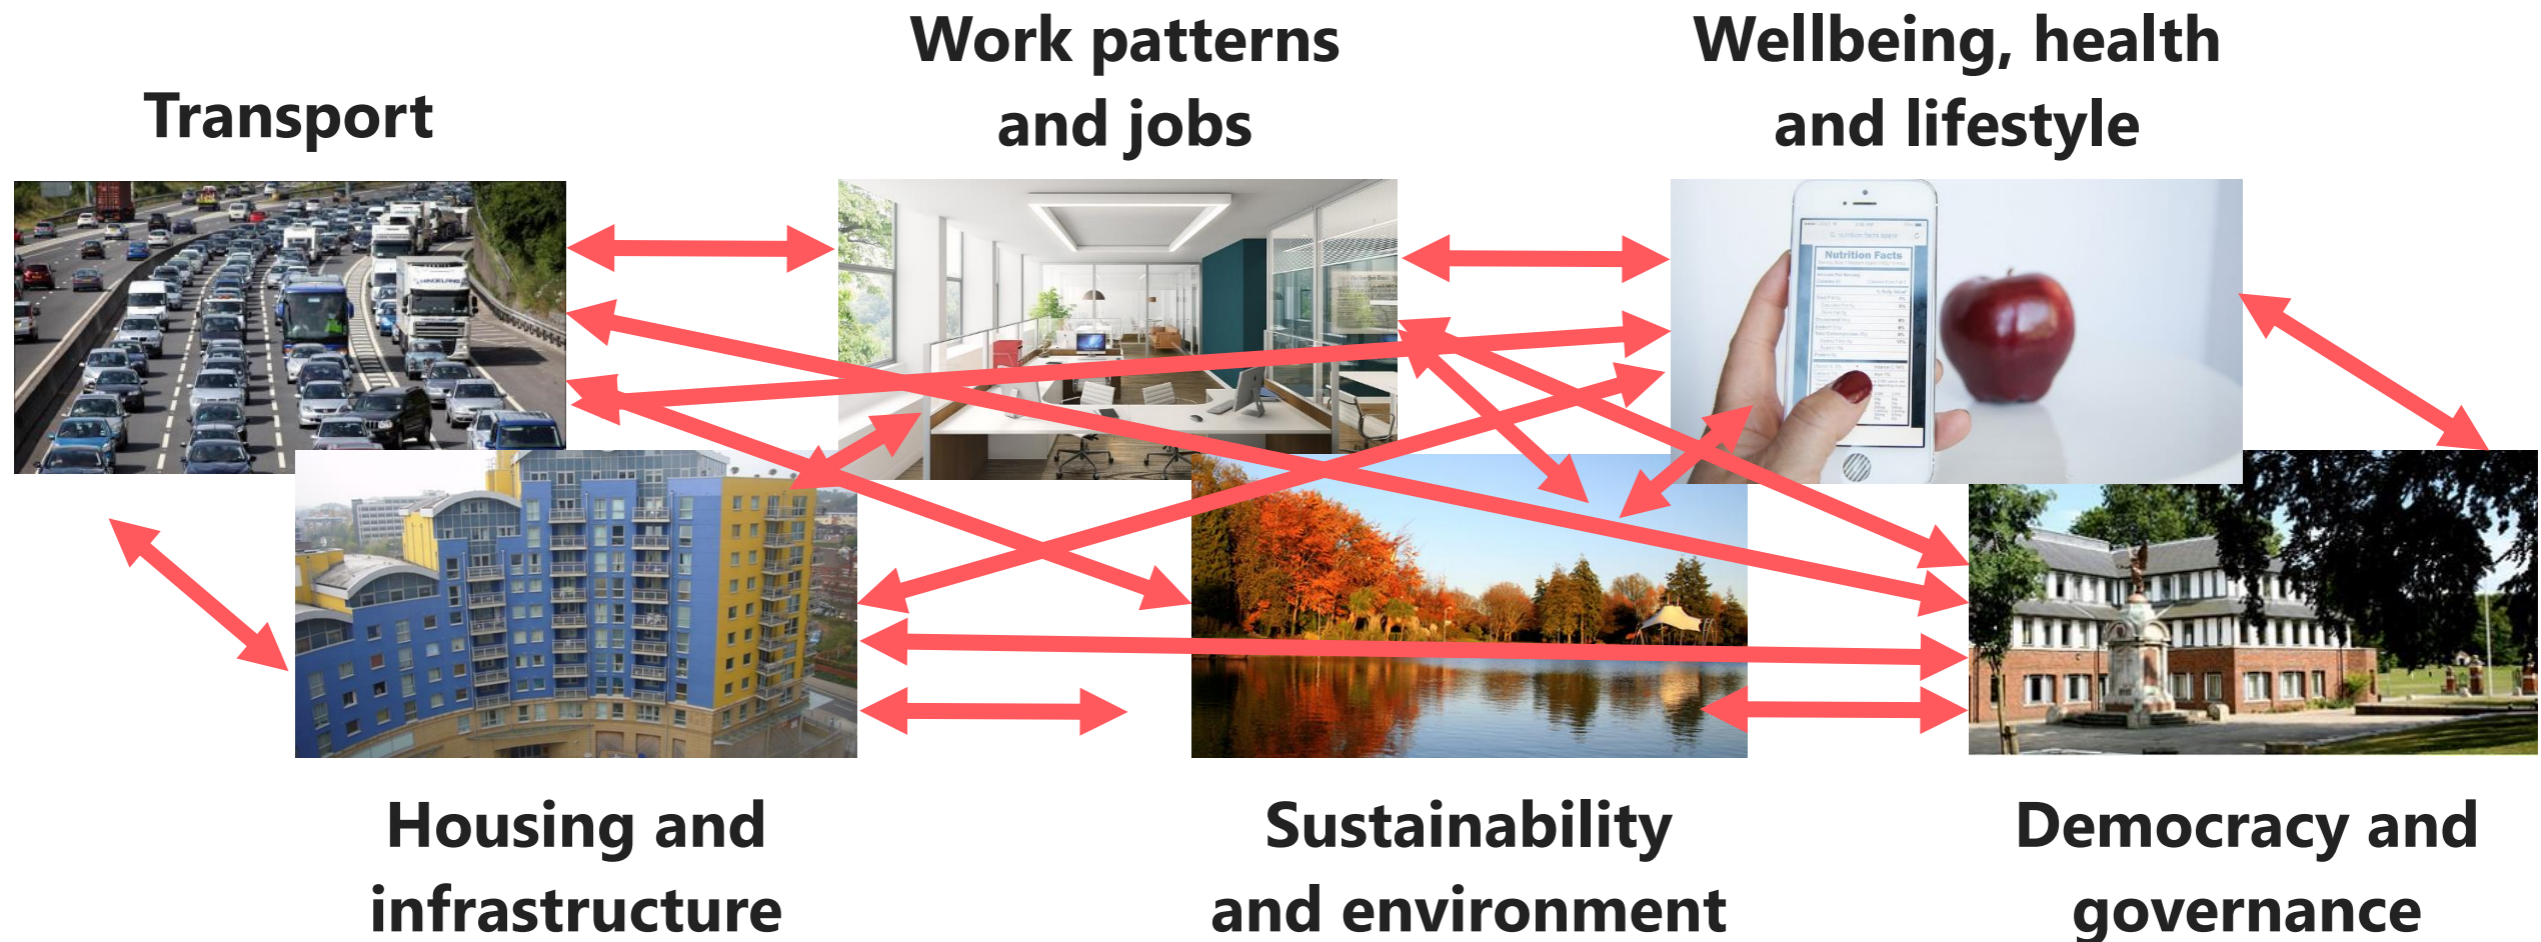 Transport
Work patterns
and jobs
Wellbeing, health
and lifestyle
Nutrition Facts
Housing and
infrastructure
Sustainability
and environment
Democracy and
governance